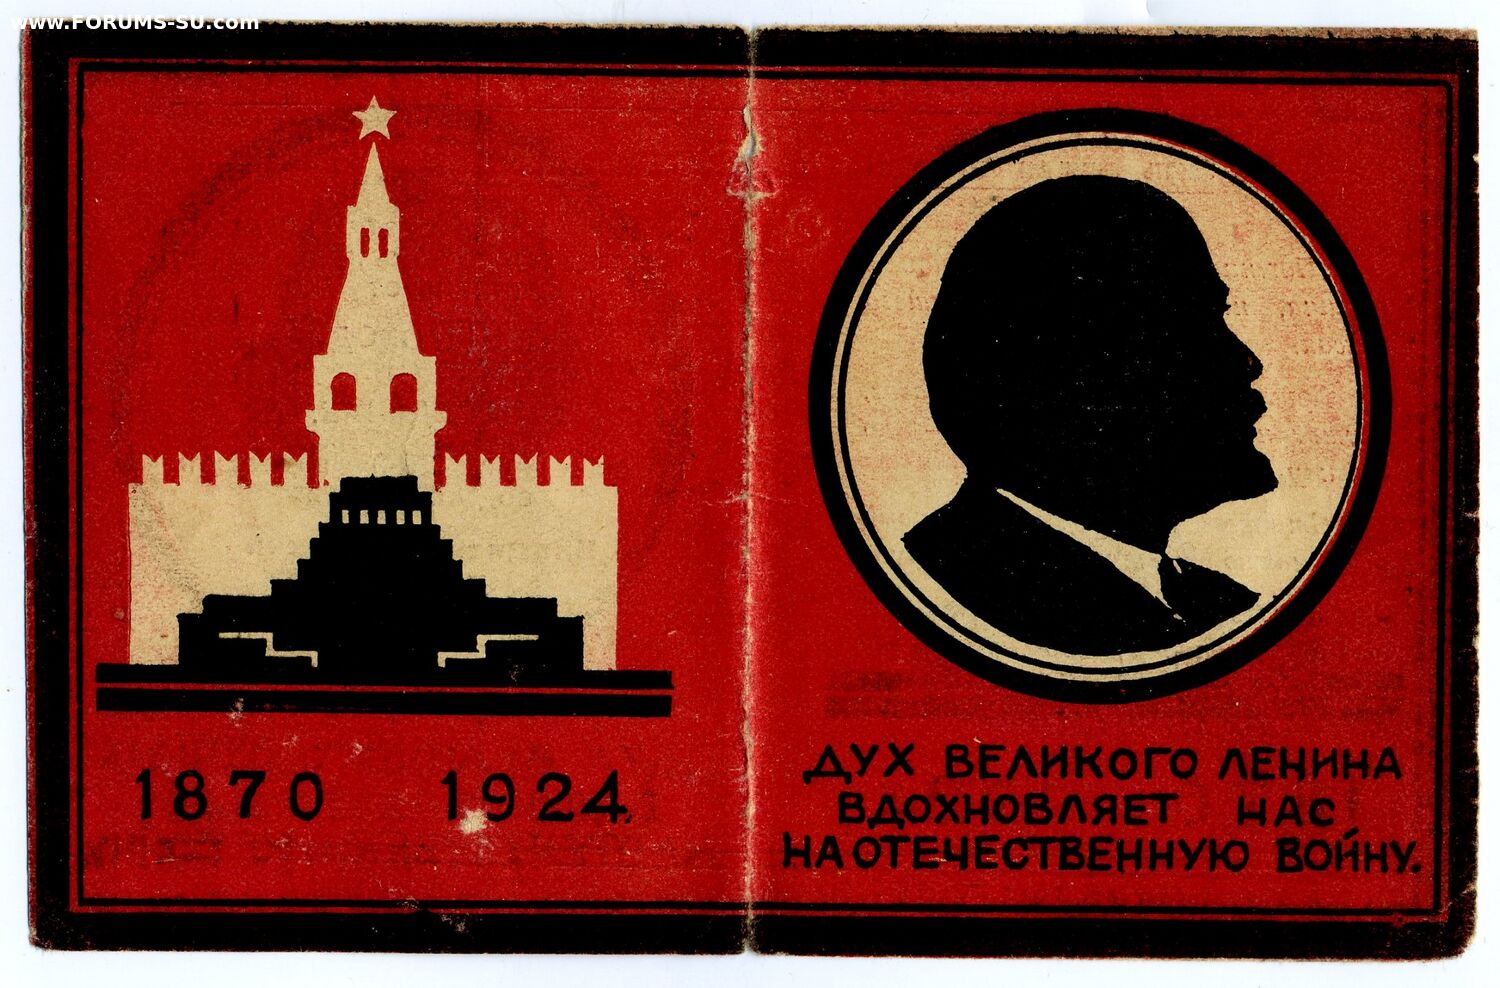 www.FORUMS-SU.com
1870 1924
ДУХ ВЕЛИКОГО ЛЕНИНА
ВДОХНОВЛЯЕТ НАС
НА ОТЕЧЕСТВЕННУЮ ВОЙНУ.